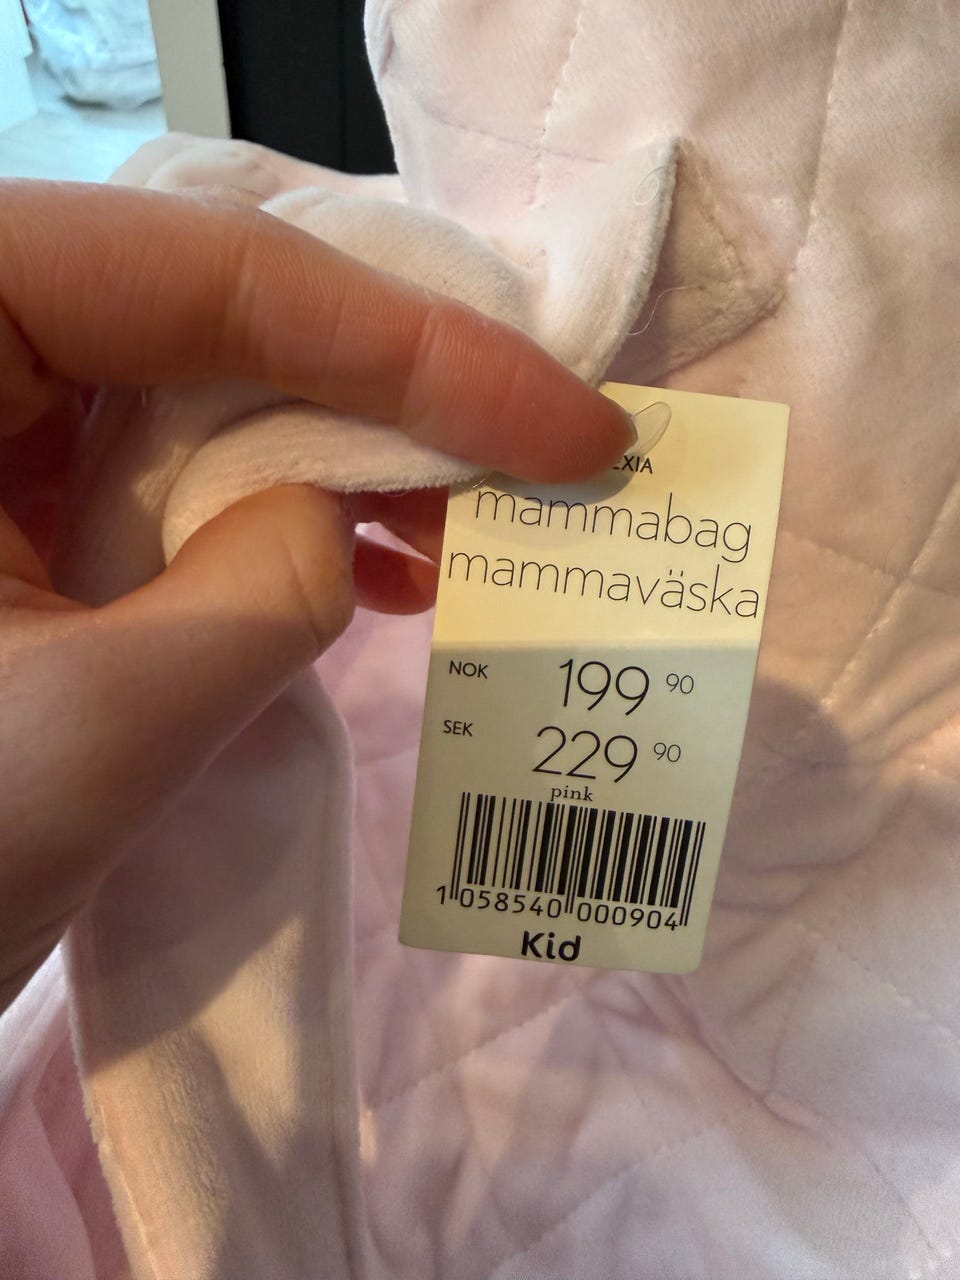 mammabag
mammaväska
NOK 199 90
SEK 229 90
pink
1 058540 000904
Kid